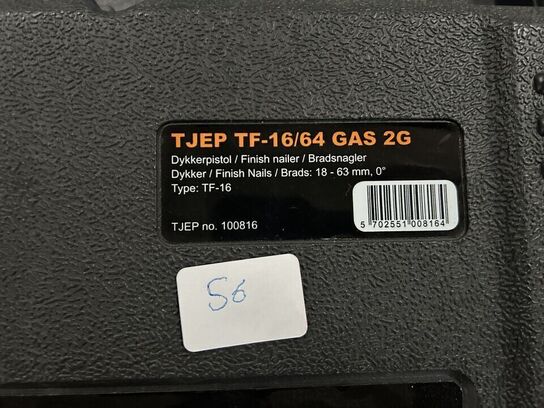 TJEP TF-16/64 GAS 2G
Dykkerpistol / Finish nailer / Bradsnagler
Dykker / Finish Nails / Brads: 18 - 63 mm, 0°
Type: TF-16
TJEP no. 100816
5 702551 008164
56